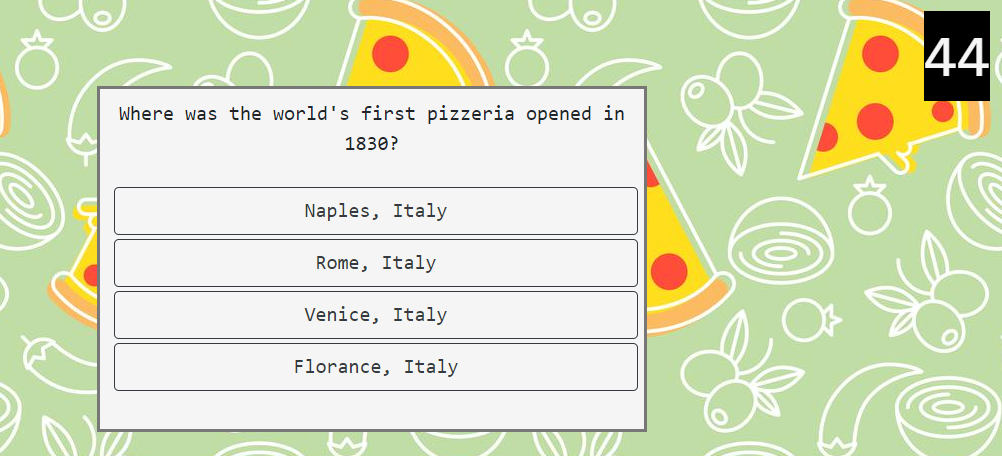 44
Where was the world's first pizzeria opened in
1830?
Naples, Italy
Rome, Italy
Venice, Italy
Florance, Italy